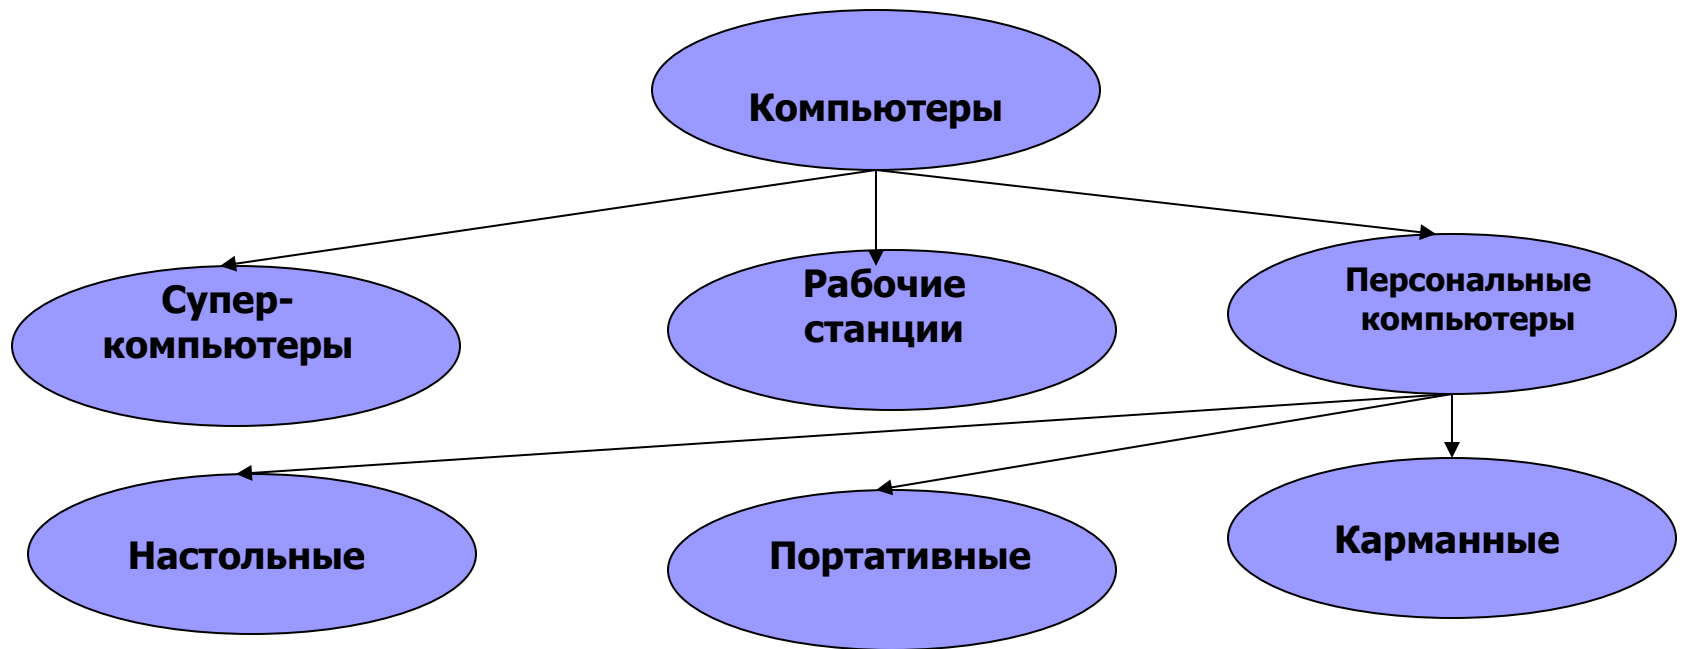 Компьютеры
Супер-
компьютеры
Рабочие
станции
Персональные
компьютеры
Настольные
Портативные
Карманные